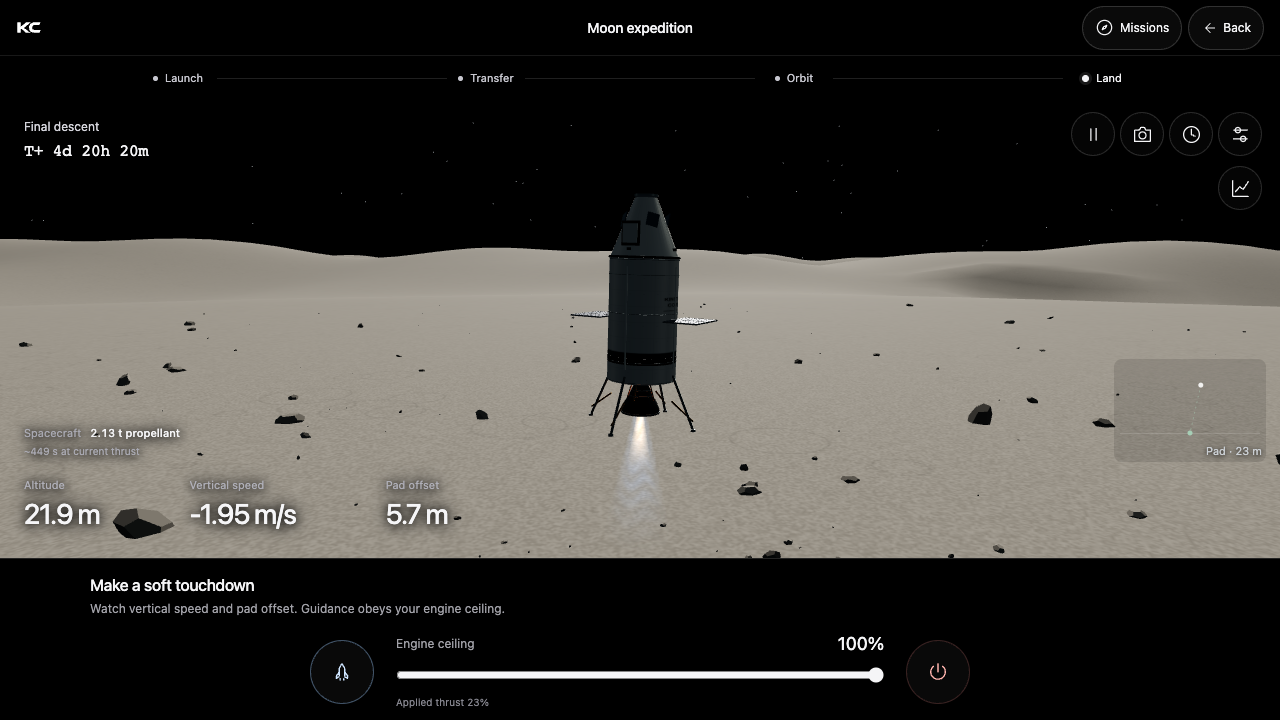 KC
Moon expedition
Missions
Back
Launch
Transfer
Orbit
Land
Final descent
T+ 4d 20h 20m
Spacecraft 2.13 t propellant
~449 s at current thrust
Altitude
21.9 m
Vertical speed
-1.95 m/s
Pad offset
5.7 m
Pad · 23 m
Make a soft touchdown
Watch vertical speed and pad offset. Guidance obeys your engine ceiling.
Engine ceiling
100%
Applied thrust 23%